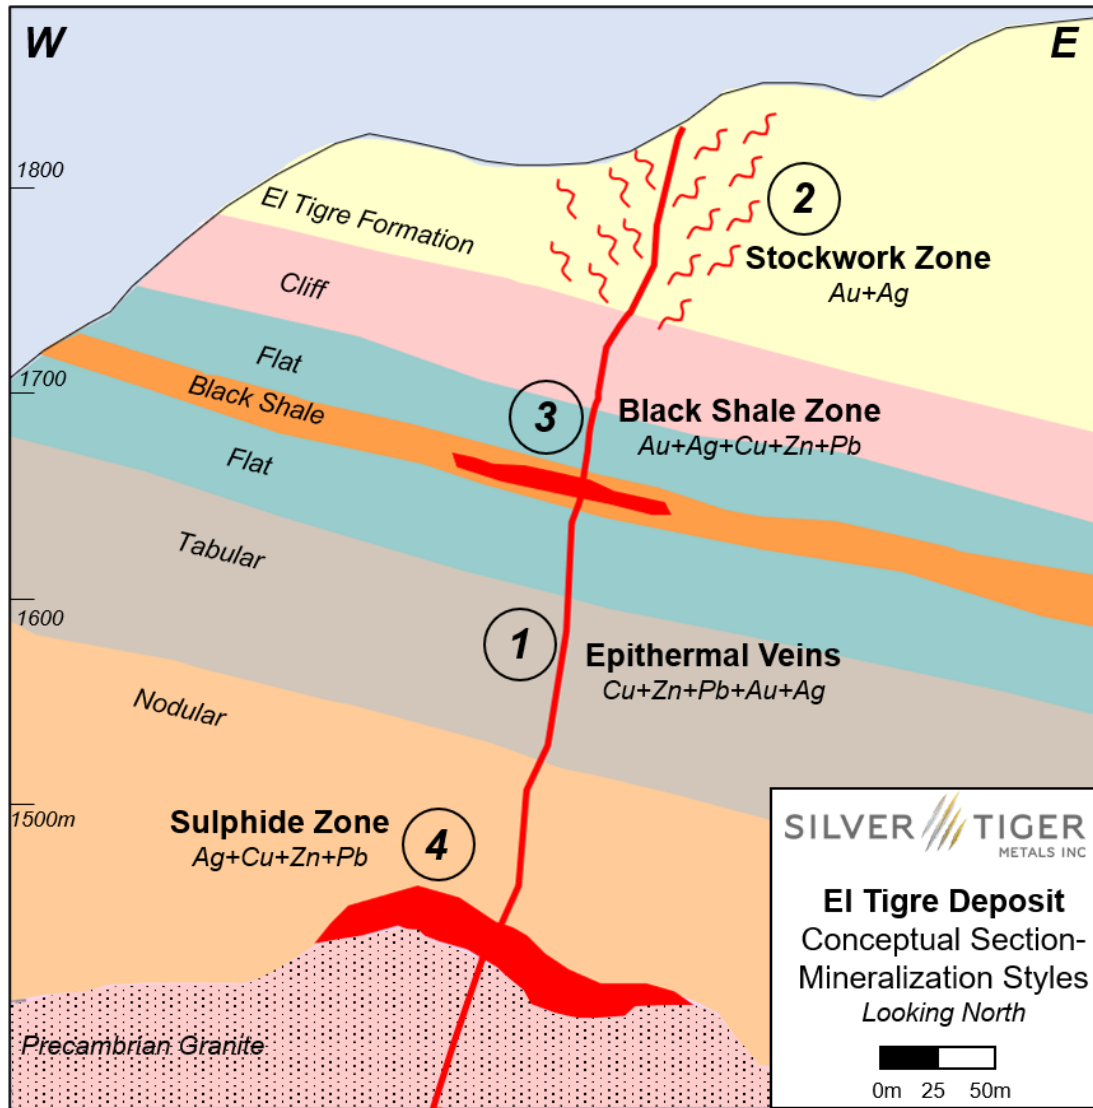 W
E
1800
El Tigre Formation
2
Stockwork Zone
Au+Ag
Cliff
Flat
1700
Black Shale
3
Black Shale Zone
Au+Ag+Cu+Zn+Pb
Flat
Tabular
1600
1
Epithermal Veins
Cu+Zn+Pb+Au+Ag
Nodular
1500m
Sulphide Zone
Ag+Cu+Zn+Pb
4
Precambrian Granite
SILVER TIGER
METALS INC
El Tigre Deposit
Conceptual Section-
Mineralization Styles
Looking North
0m 25 50m